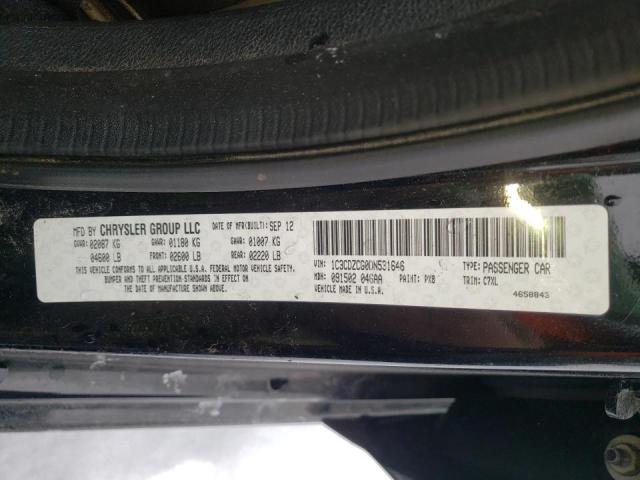 MFD BY CHRYSLER GROUP LLC DATE OF MFR(BUILT): SEP 12
GVWR: 02087 KG GAWR: 01180 KG GAWR: 01007 KG
04600 LB FRONT: 02600 LB REAR: 02220 LB
THIS VEHICLE CONFORMS TO ALL APPLICABLE U.S.A. FEDERAL MOTOR VEHICLE SAFETY,
BUMPER AND THEFT PREVENTION STANDARDS IN EFFECT ON
THE DATE OF MANUFACTURE SHOWN ABOVE.
VIN: 1C3CDZCG0DN531646 TYPE: PASSENGER CAR
MDH: 091502 046AA PAINT: PX8 TRIM: C7XL
VEHICLE MADE IN U.S.A. 4658843